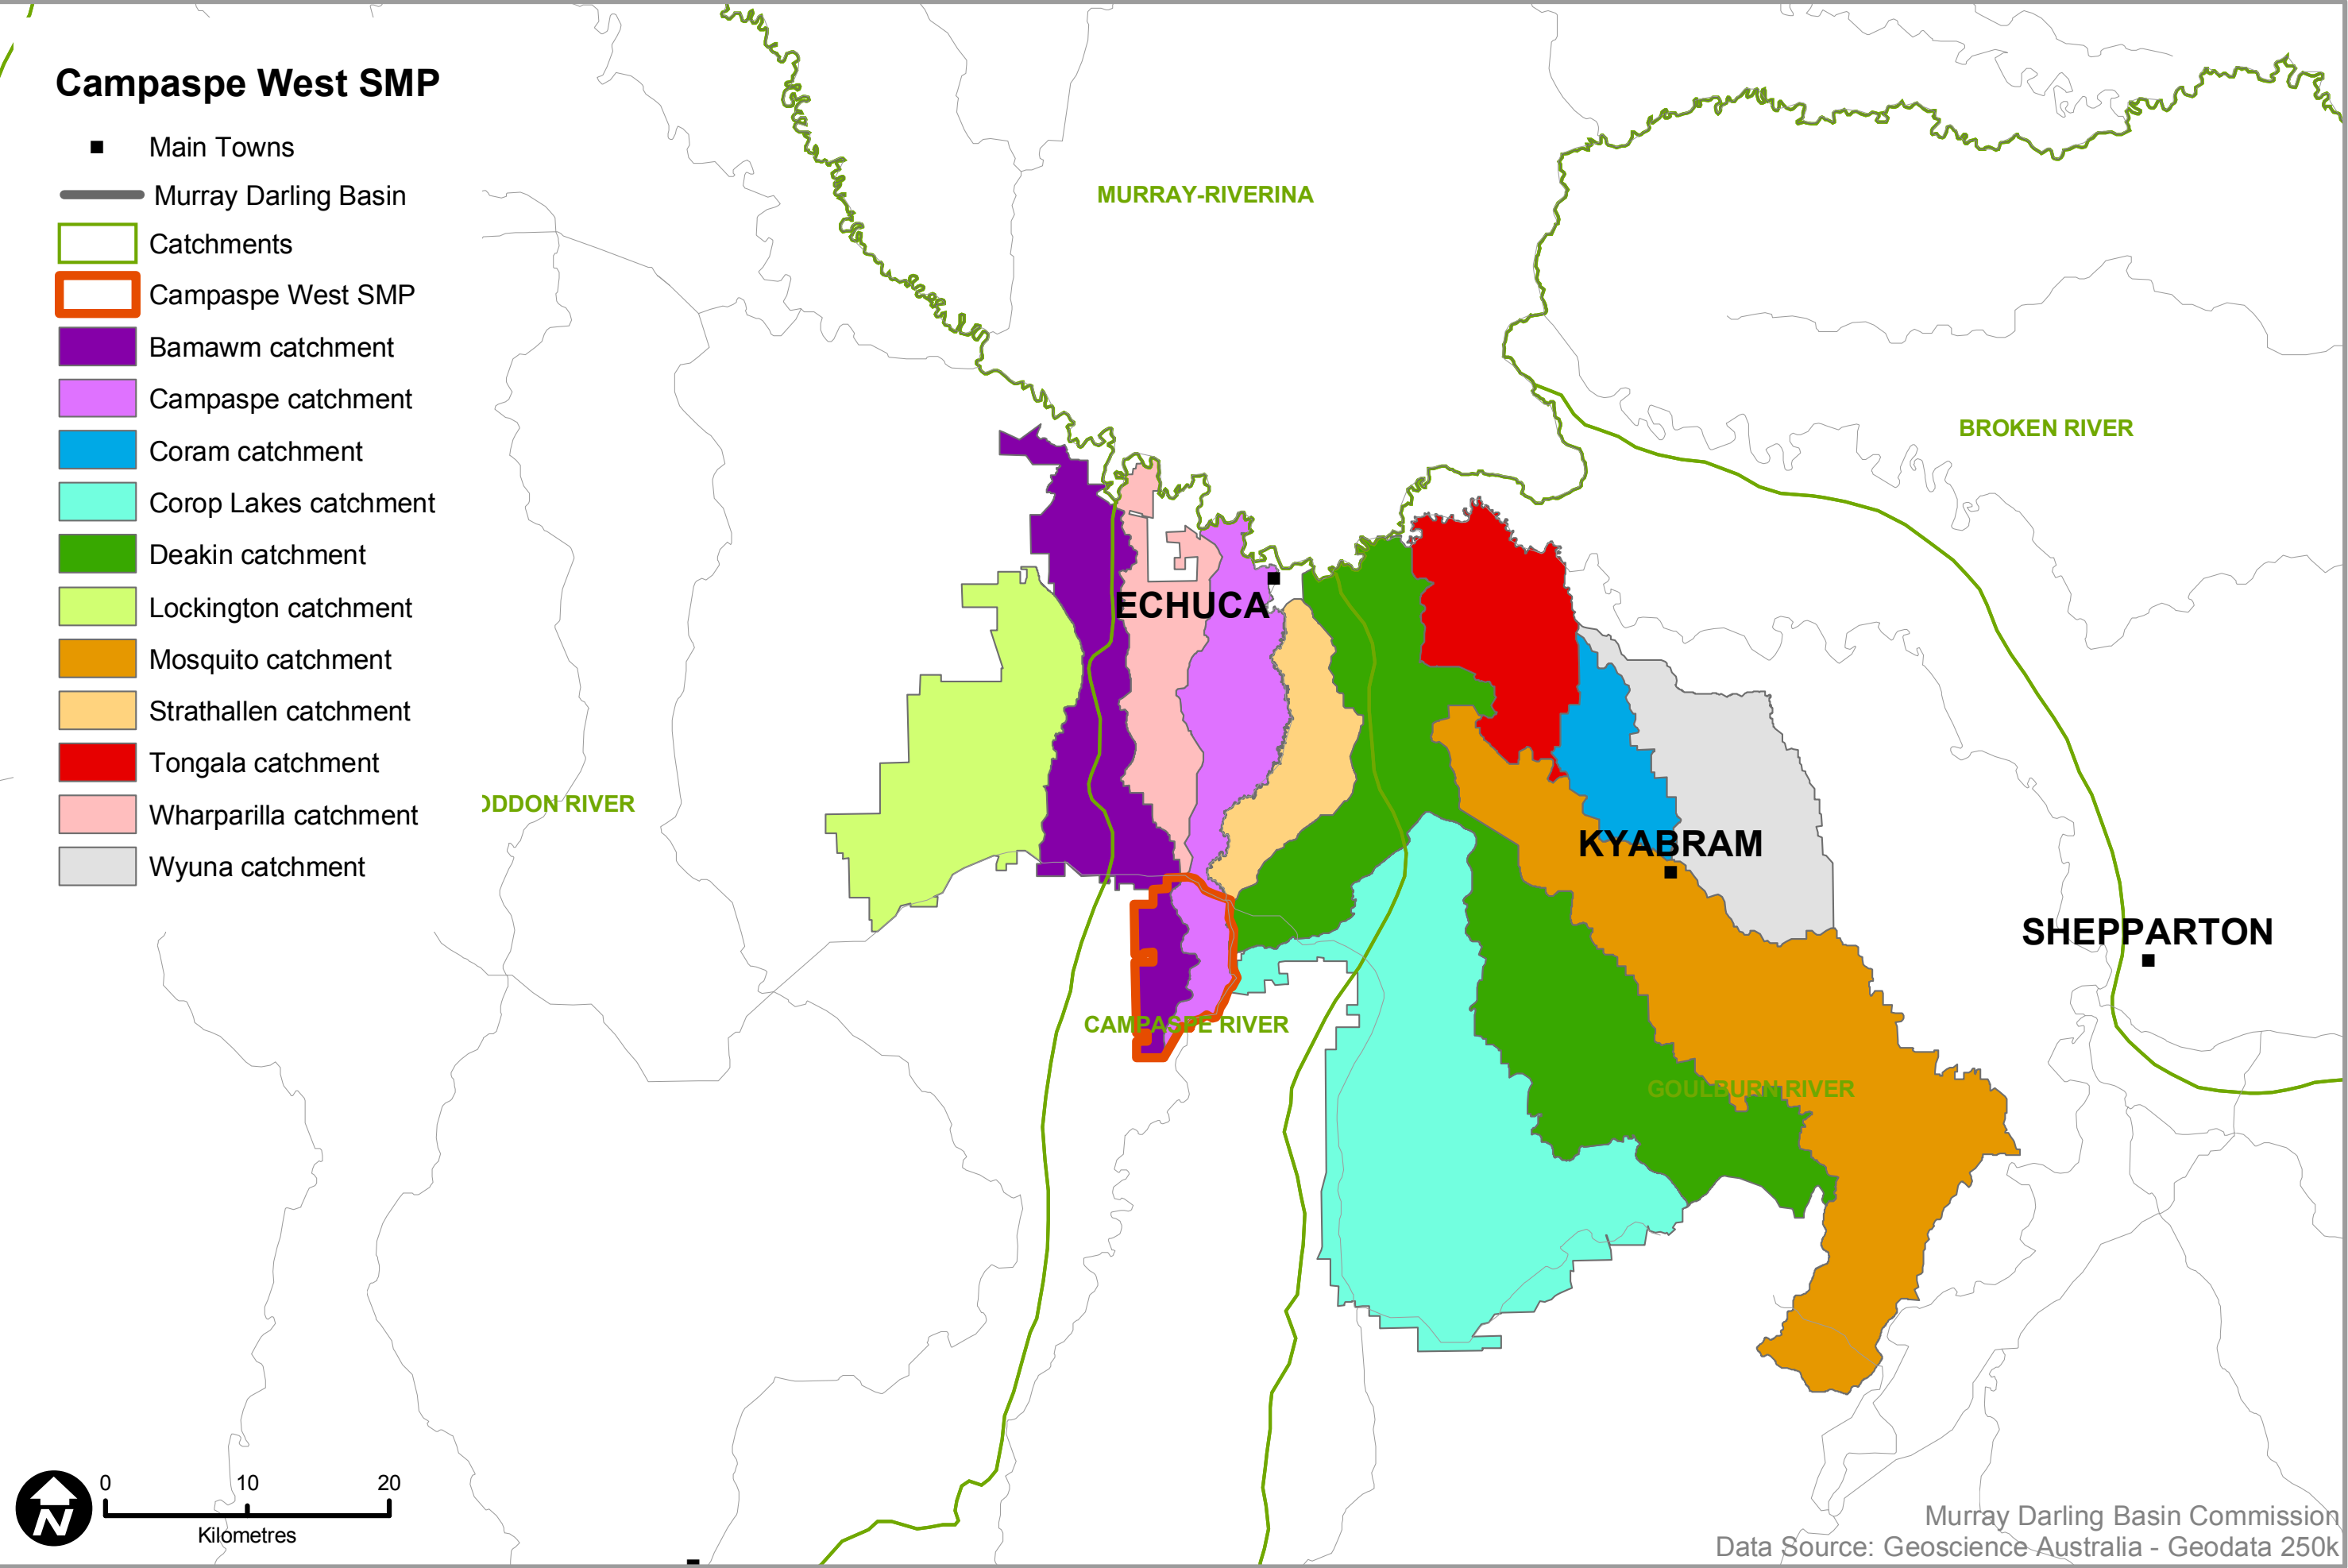 Campaspe West SMP
Main Towns
Murray Darling Basin
Catchments
Campaspe West SMP
Bamawm catchment
Campaspe catchment
Coram catchment
Corop Lakes catchment
Deakin catchment
Lockington catchment
Mosquito catchment
Strathallen catchment
Tongala catchment
Wharparilla catchment
Wyuna catchment
MURRAY-RIVERINA
BROKEN RIVER
ECHUCA
ODDON RIVER
KYABRAM
SHEPPARTON
CAMPASPE RIVER
GOULBURN RIVER
N
0 10 20
Kilometres
Murray Darling Basin Commission
Data Source: Geoscience Australia - Geodata 250k